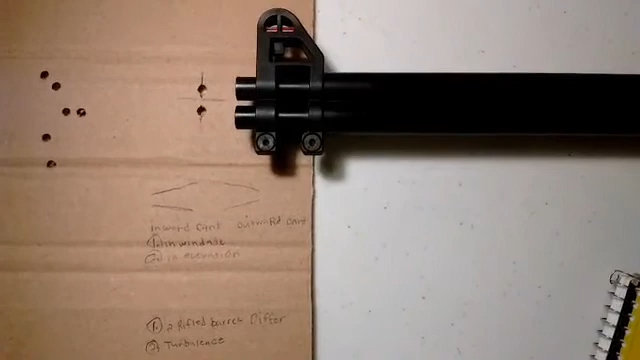 inward cant outward cant
1. in windage
2. in elevation
1. 2 Rifled barrel Differ
2. Turbulence